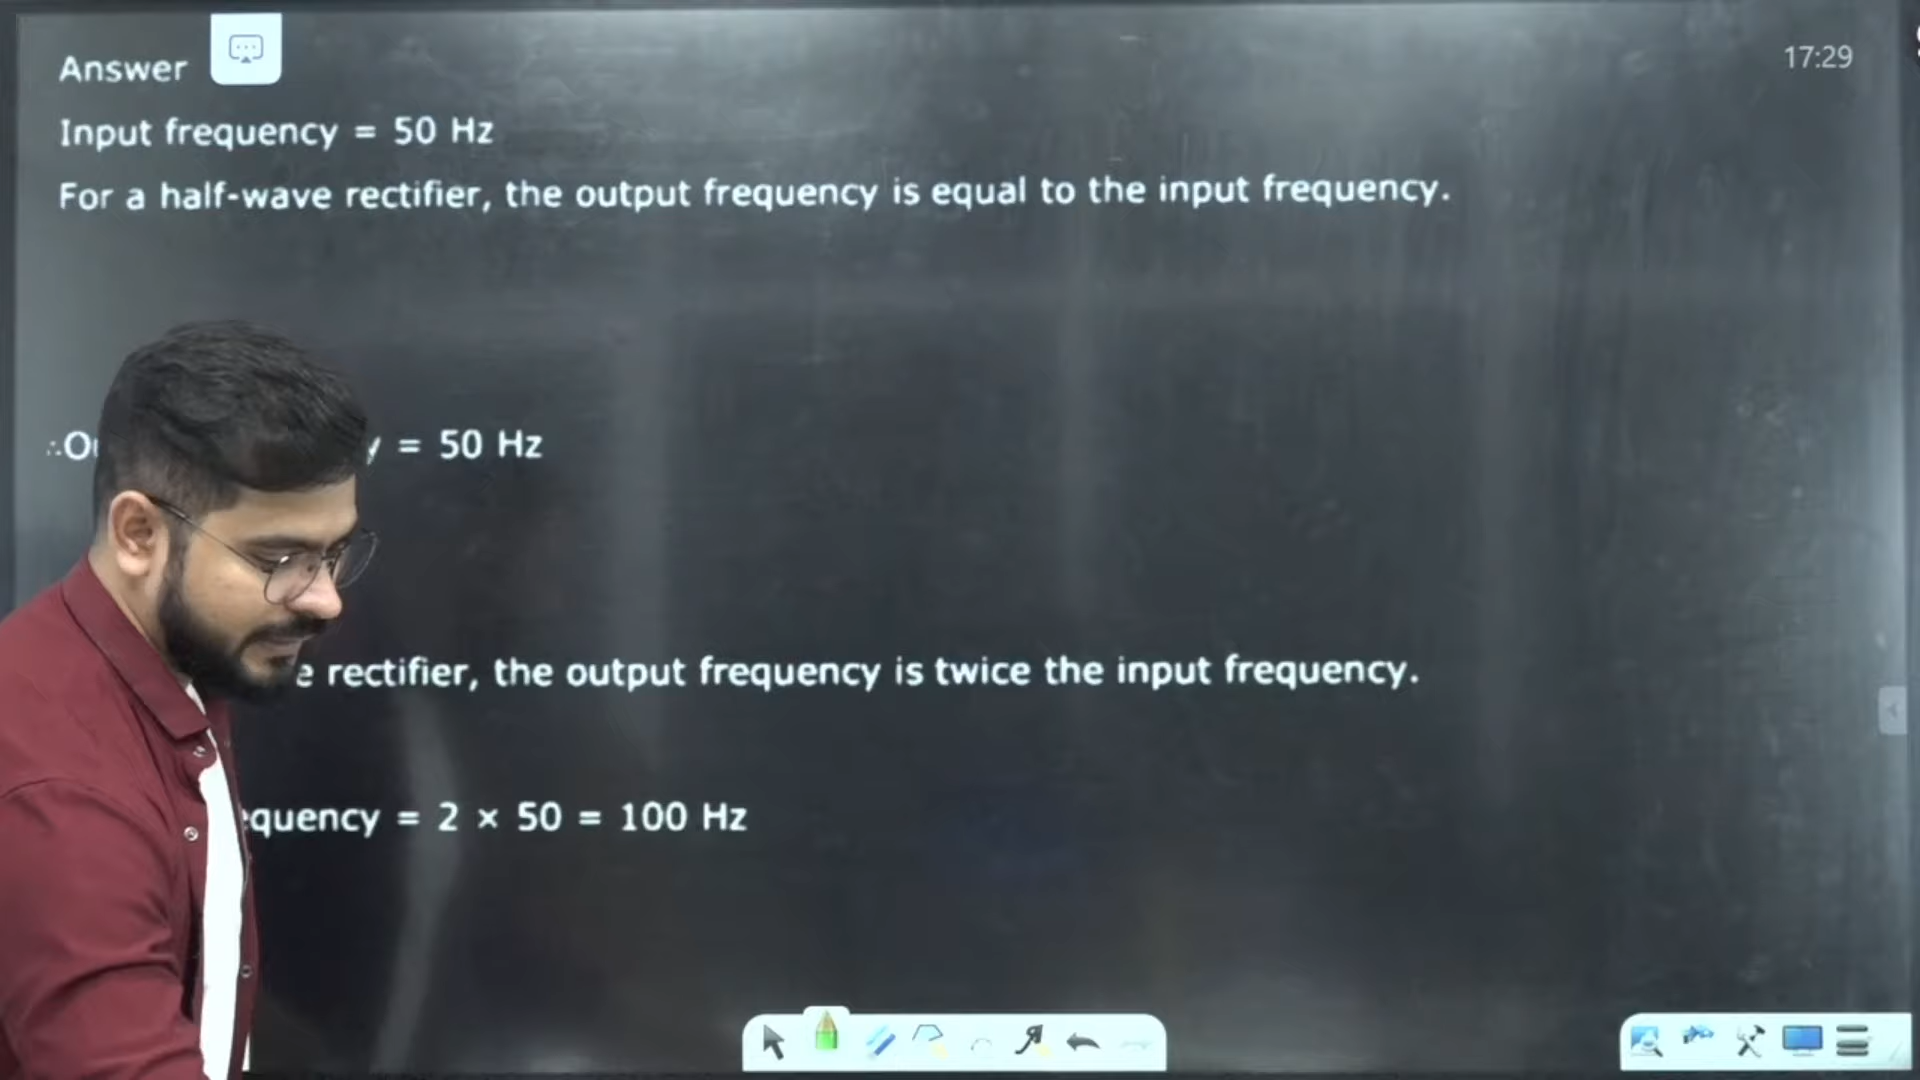 Answer
17:29
Input frequency = 50 Hz
For a half-wave rectifier, the output frequency is equal to the input frequency.
= 50 Hz
rectifier, the output frequency is twice the input frequency.
= 2 × 50 = 100 Hz